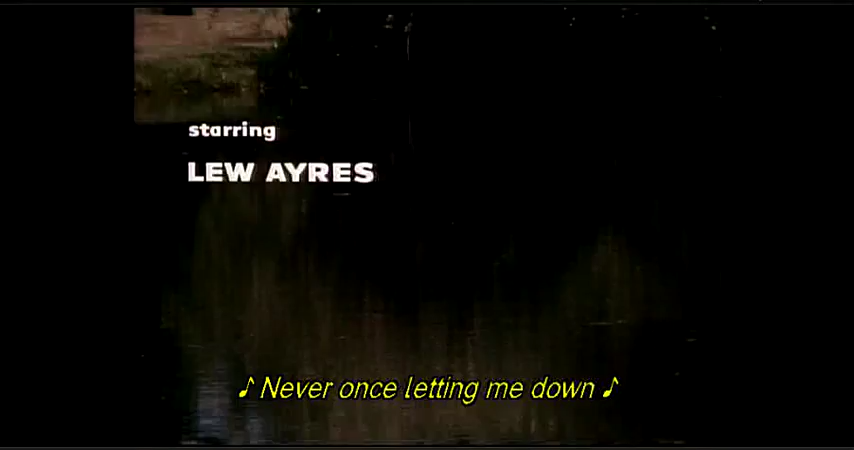 starring
LEW AYRES
♪ Never once letting me down ♪